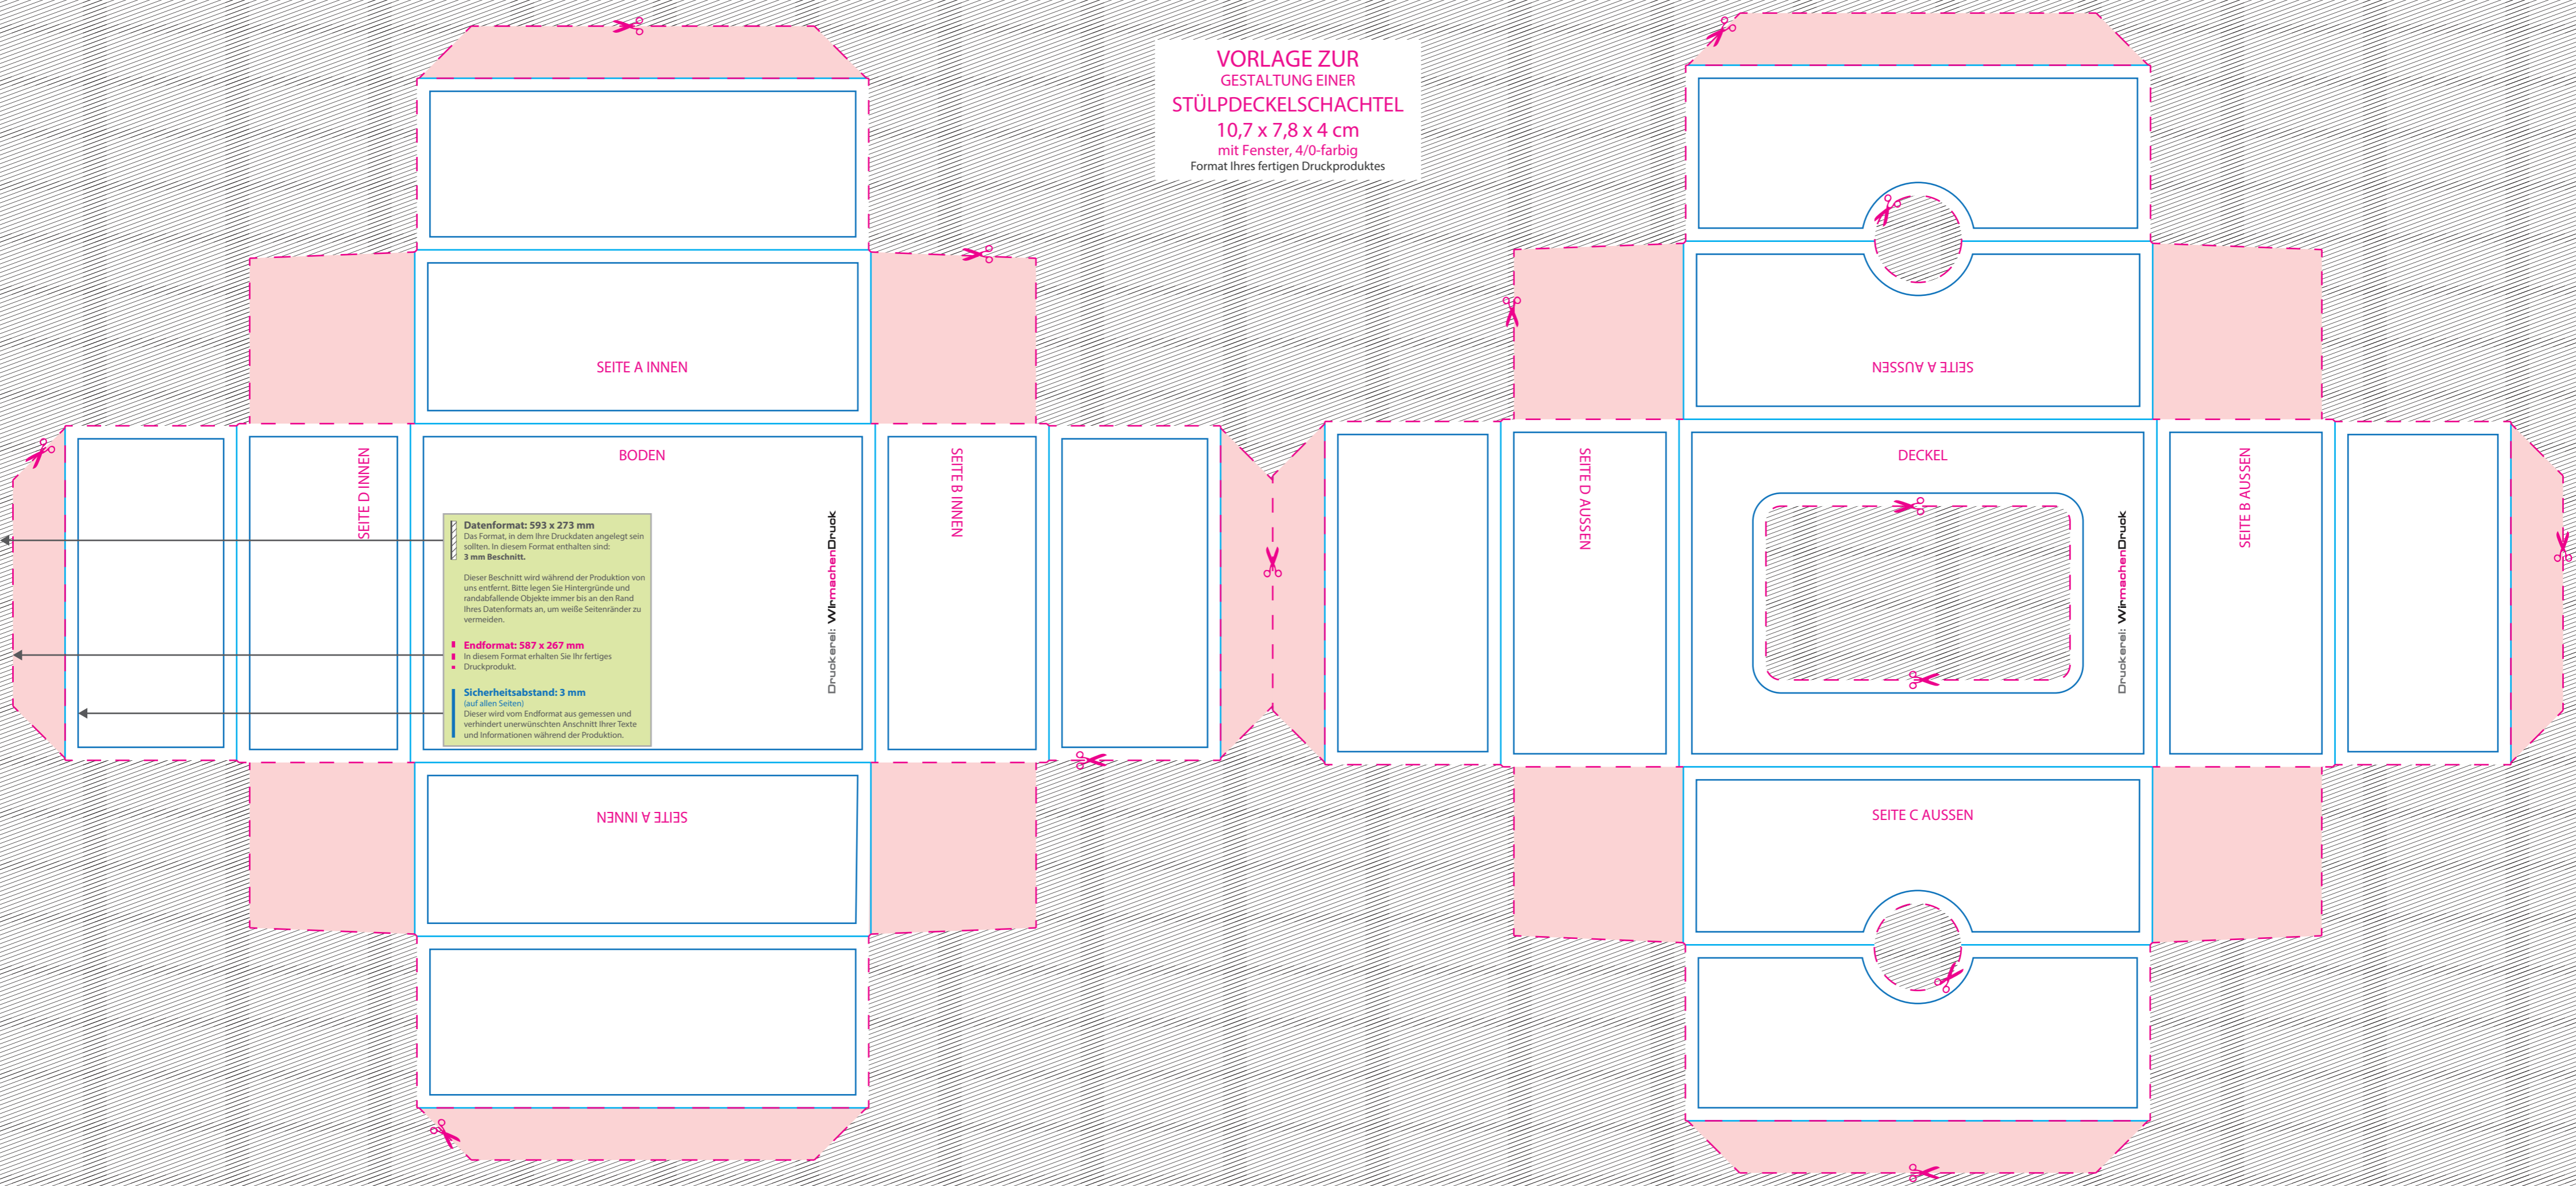 VORLAGE ZUR
GESTALTUNG EINER
STÜLPDECKELSCHACHTEL
10,7 x 7,8 x 4 cm
mit Fenster, 4/0-farbig
Format Ihres fertigen Druckproduktes
SEITE A INNEN
SEITE D INNEN
BODEN
SEITE B INNEN
Datenformat: 593 x 273 mm
Das Format, in dem Ihre Druckdaten angelegt sein
sollten. In diesem Format enthalten sind:
3 mm Beschnitt.
Dieser Beschnitt wird während der Produktion von
uns entfernt. Bitte legen Sie Hintergründe und
randabfallende Objekte immer bis an den Rand
Ihres Datenformats an, um weiße Seitenränder zu
vermeiden.
Endformat: 587 x 267 mm
In diesem Format erhalten Sie Ihr fertiges
Druckprodukt.
Sicherheitsabstand: 3 mm
(auf allen Seiten)
Dieser wird vom Endformat aus gemessen und
verhindert unerwünschten Anschnitt Ihrer Texte
und Informationen während der Produktion.
Druckerei: WirmachenDruck
SEITE A INNEN
SEITE A AUSSEN
SEITE D AUSSEN
DECKEL
Druckerei: WirmachenDruck
SEITE B AUSSEN
SEITE C AUSSEN